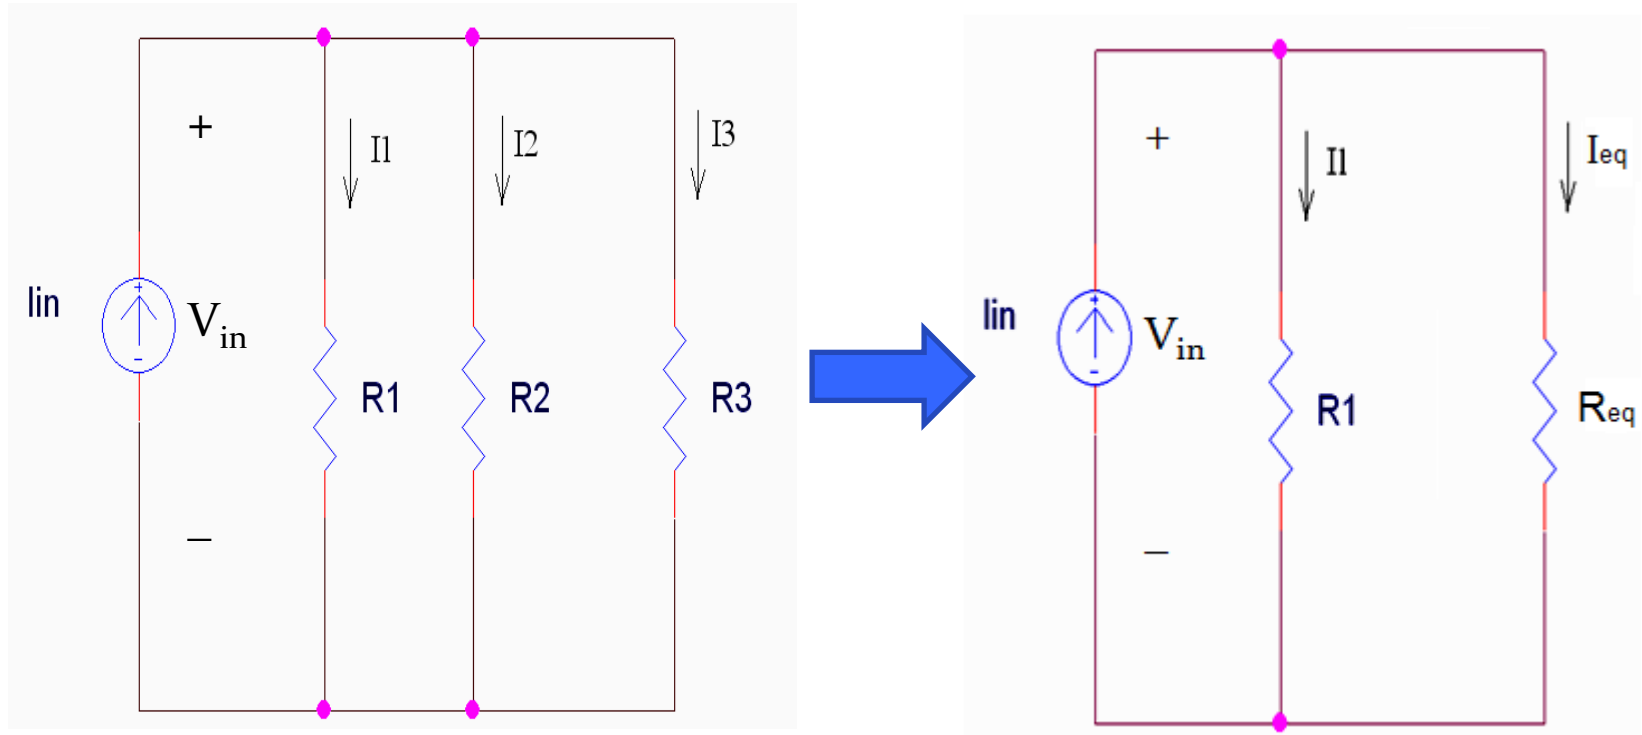 +
I1
I2
I3
Iin
+
-
Vin
R1
R2
R3
–
+
I1
Ieq
Iin
+
-
Vin
R1
Req
–